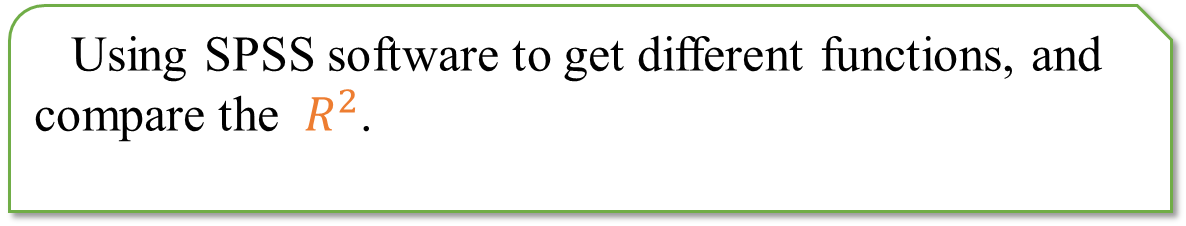 Using SPSS software to get different functions, and
compare the R².